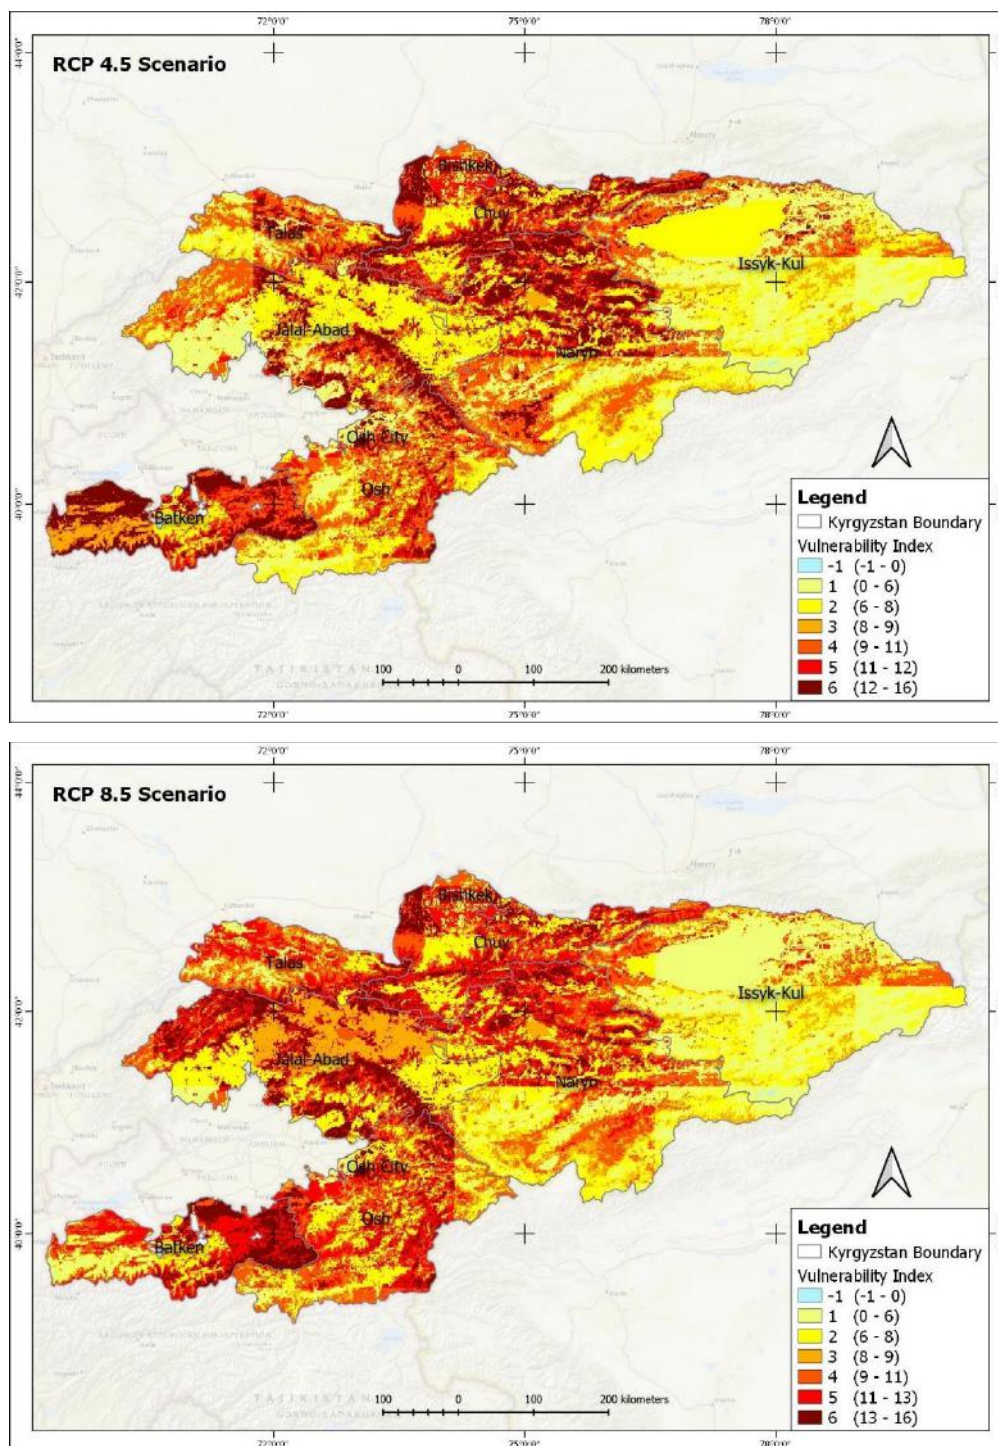 72°0'0"
75°0'0"
78°0'0"
44°0'0"
RCP 4.5 Scenario
Bishkek
Chuy
Talas
Issyk-Kul
42°0'0"
Jalal-Abad
Naryn
Osh City
Osh
40°0'0"
Batken
Legend
Kyrgyzstan Boundary
Vulnerability Index
-1 (-1 - 0)
1 (0 - 6)
2 (6 - 8)
3 (8 - 9)
4 (9 - 11)
5 (11 - 12)
6 (12 - 16)
TAJIKISTAN
100 0 100 200 kilometers
72°0'0"
75°0'0"
78°0'0"
72°0'0"
75°0'0"
78°0'0"
44°0'0"
RCP 8.5 Scenario
Bishkek
Chuy
Talas
Issyk-Kul
42°0'0"
Jalal-Abad
Naryn
Osh City
Osh
40°0'0"
Batken
Legend
Kyrgyzstan Boundary
Vulnerability Index
-1 (-1 - 0)
1 (0 - 6)
2 (6 - 8)
3 (8 - 9)
4 (9 - 11)
5 (11 - 13)
6 (13 - 16)
TAJIKISTAN
100 0 100 200 kilometers
72°0'0"
75°0'0"
78°0'0"